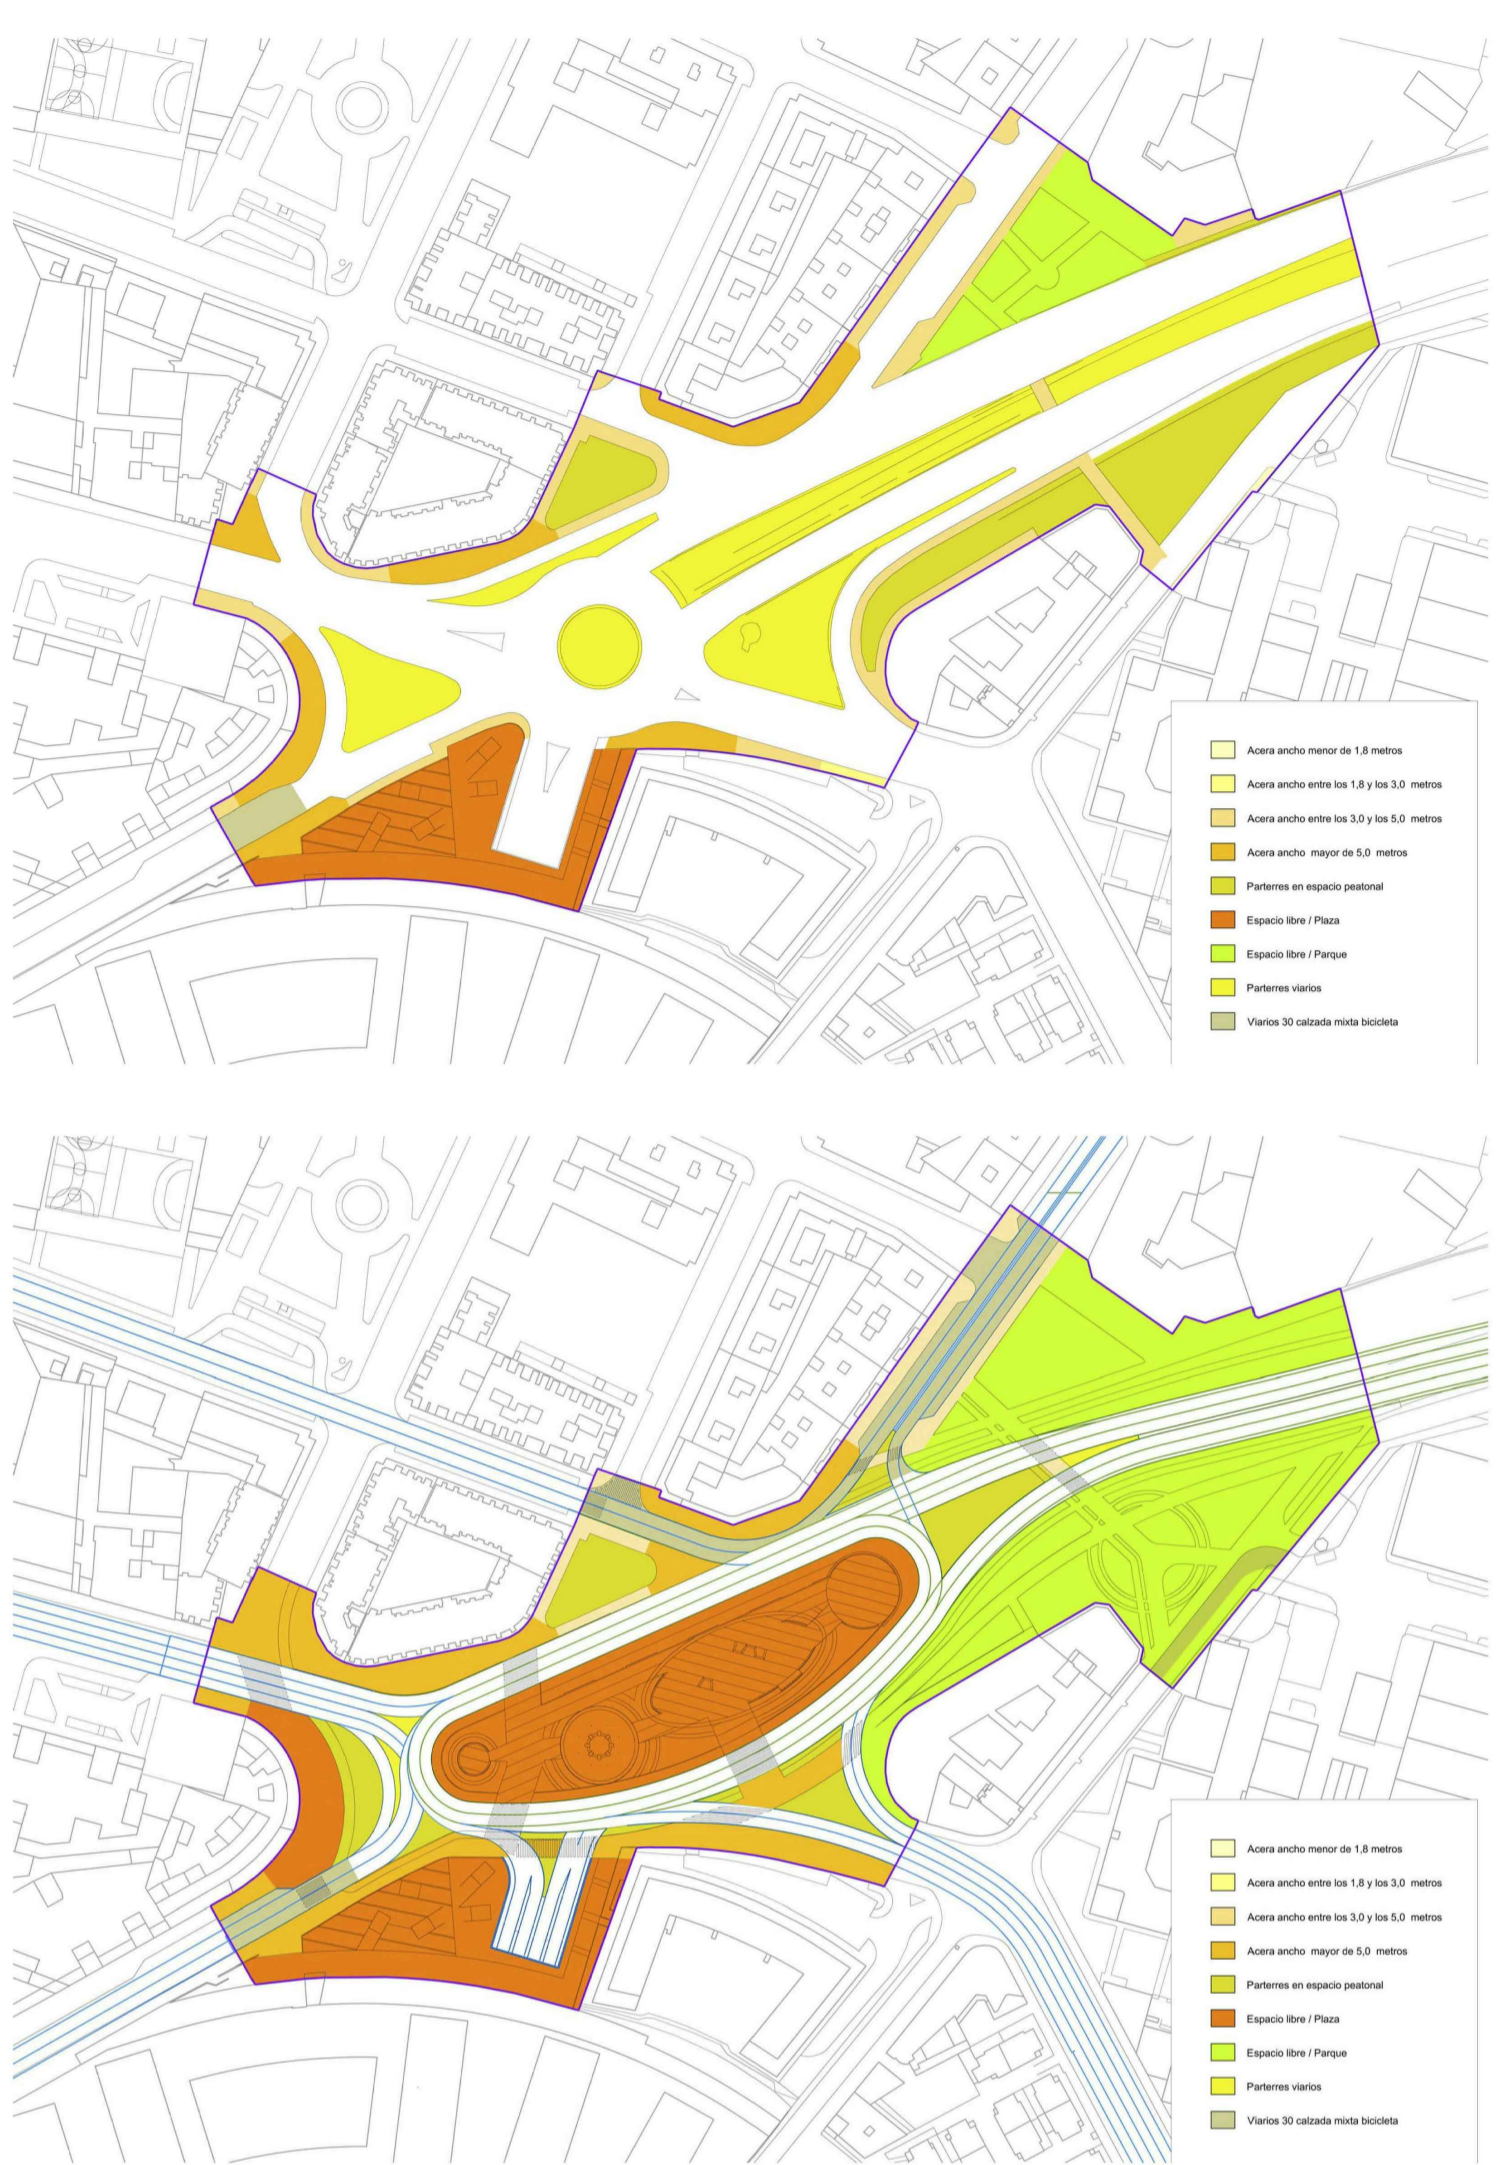 Acera ancho menor de 1,8 metros
Acera ancho entre los 1,8 y los 3,0 metros
Acera ancho entre los 3,0 y los 5,0 metros
Acera ancho mayor de 5,0 metros
Parterres en espacio peatonal
Espacio libre / Plaza
Espacio libre / Parque
Parterres viarios
Viarios 30 calzada mixta bicicleta
Acera ancho menor de 1,8 metros
Acera ancho entre los 1,8 y los 3,0 metros
Acera ancho entre los 3,0 y los 5,0 metros
Acera ancho mayor de 5,0 metros
Parterres en espacio peatonal
Espacio libre / Plaza
Espacio libre / Parque
Parterres viarios
Viarios 30 calzada mixta bicicleta